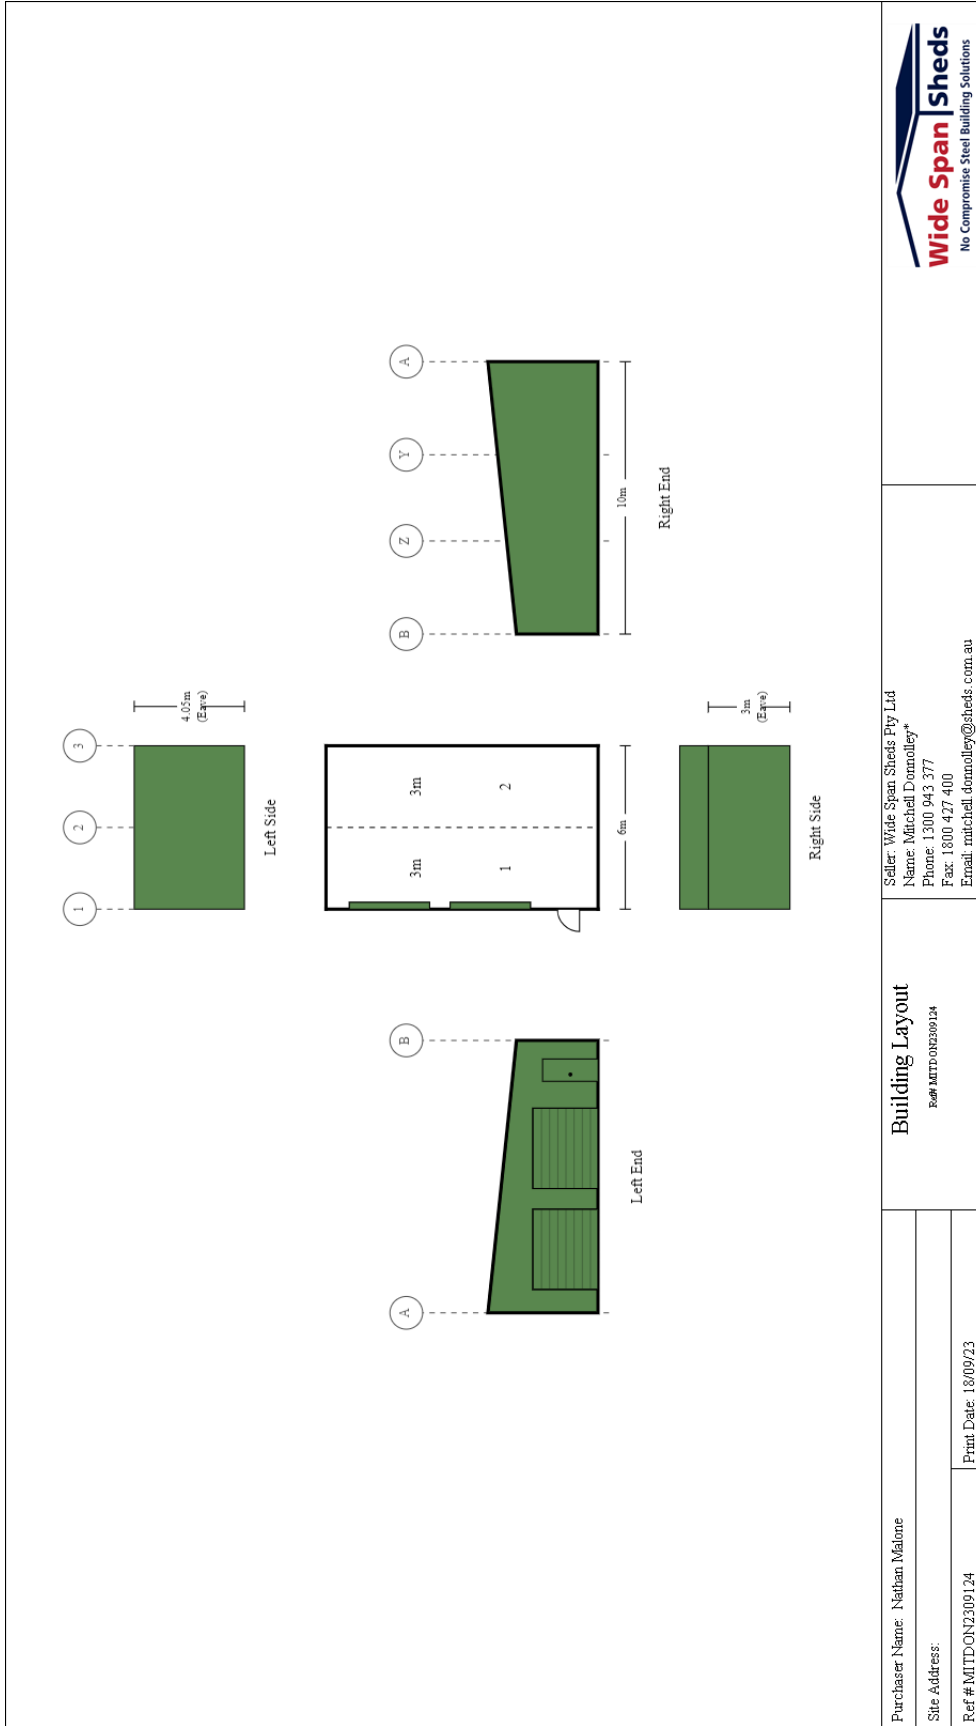 1
2
3
4.05m
(Eave)
Left Side
A
B
Left End
3m
3m
1
2
6m
B
Z
Y
A
10m
Right End
3m
(Eave)
Right Side
Purchaser Name: Nathan Malone
Site Address:
Ref # MITDON2309124
Print Date: 18/09/23
Building Layout
Ref# MITDON2309124
Seller: Wide Span Sheds Pty Ltd
Name: Mitchell Donnolley*
Phone: 1300 943 377
Fax: 1800 427 400
Email: mitchell.donnolley@sheds.com.au
Wide Span Sheds
No Compromise Steel Building Solutions